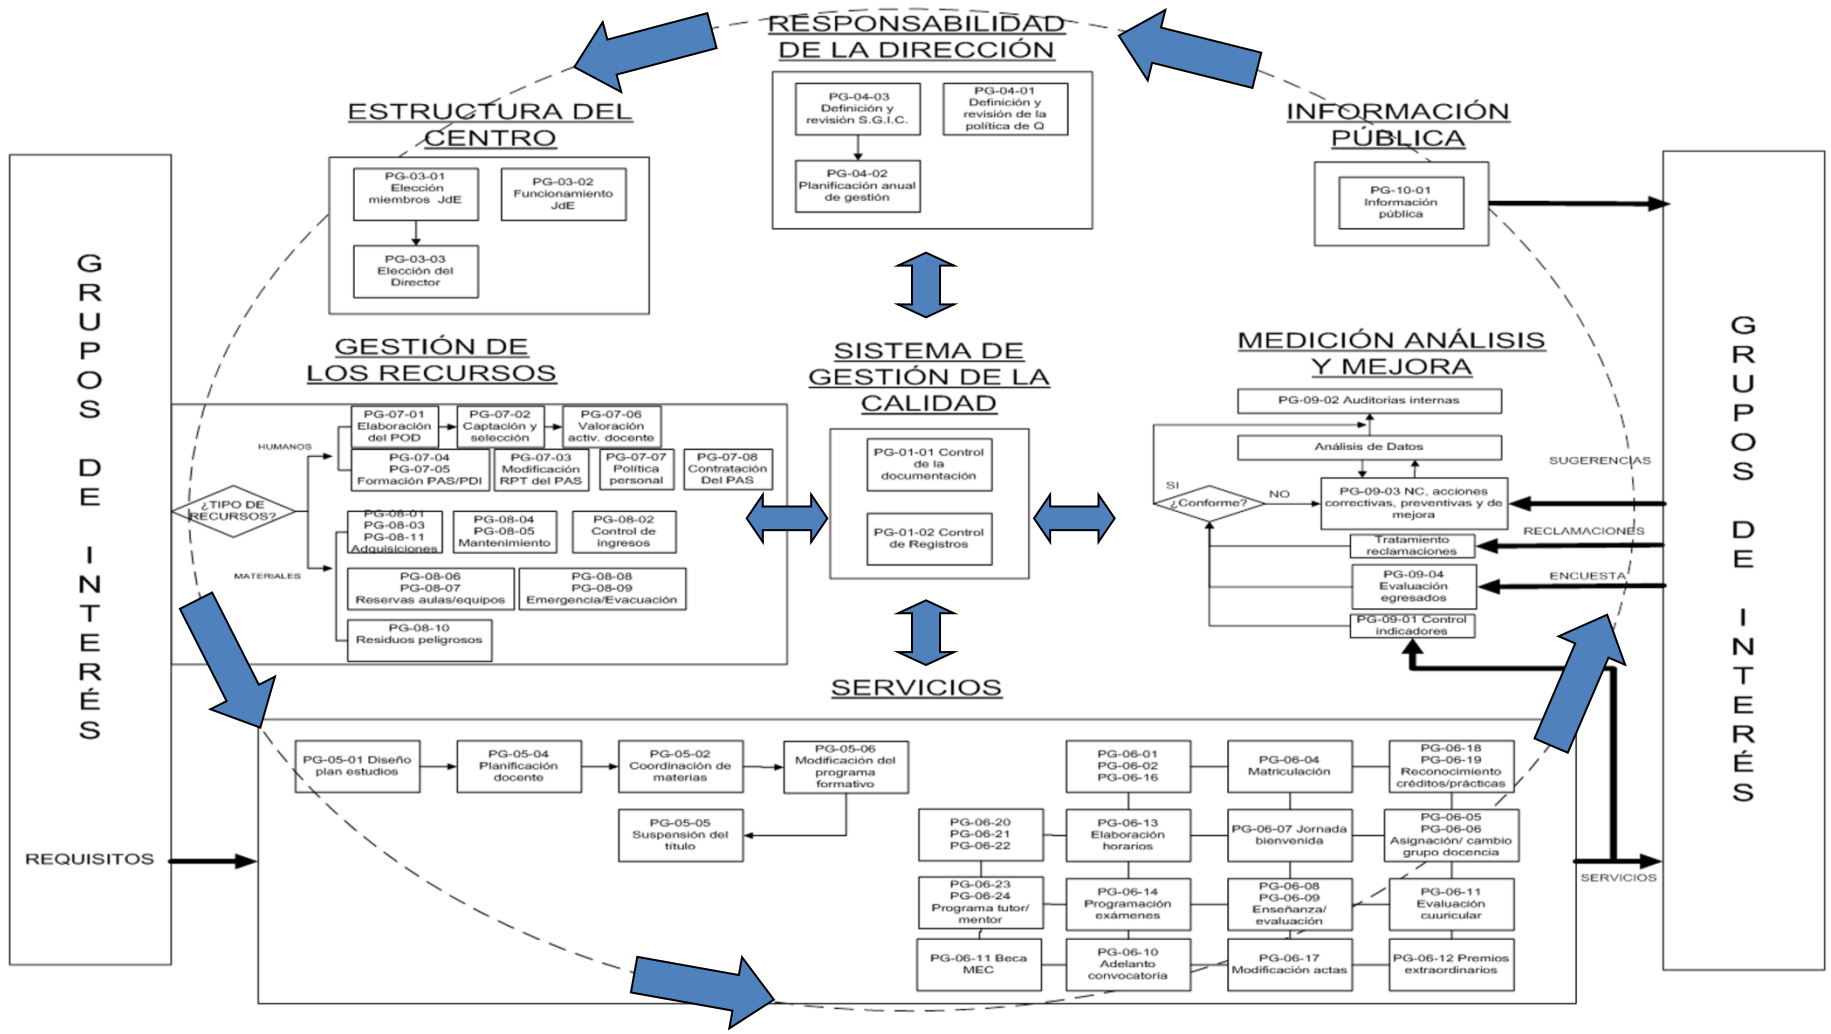 RESPONSABILIDAD
DE LA DIRECCIÓN
PG-04-03
Definición y
revisión S.G.I.C.
PG-04-01
Definición y
revisión de la
política de Q
PG-04-02
Planificación anual
de gestión
ESTRUCTURA DEL
CENTRO
PG-03-01
Elección
miembros JdE
PG-03-02
Funcionamiento
JdE
PG-03-03
Elección del
Director
INFORMACIÓN
PÚBLICA
PG-10-01
Información
pública
GRUPOS DE INTERÉS
REQUISITOS
GESTIÓN DE
LOS RECURSOS
HUMANOS
¿TIPO DE
RECURSOS?
MATERIALES
PG-07-01
Elaboración
del POD
PG-07-02
Captación y
selección
PG-07-06
Valoración
activ. docente
PG-07-04
PG-07-05
Formación PAS/PDI
PG-07-03
Modificación
RPT del PAS
PG-07-07
Política
personal
PG-07-08
Contratación
Del PAS
PG-08-01
PG-08-03
PG-08-11
Adquisiciones
PG-08-04
PG-08-05
Mantenimiento
PG-08-02
Control de
ingresos
PG-08-06
PG-08-07
Reservas aulas/equipos
PG-08-08
PG-08-09
Emergencia/Evacuación
PG-08-10
Residuos peligrosos
SISTEMA DE
GESTIÓN DE LA
CALIDAD
PG-01-01 Control
de la
documentación
PG-01-02 Control
de Registros
MEDICIÓN ANÁLISIS
Y MEJORA
PG-09-02 Auditorias internas
Análisis de Datos
SI
¿Conforme?
NO
PG-09-03 NC, acciones
correctivas, preventivas y de
mejora
Tratamiento
reclamaciones
PG-09-04
Evaluación
egresados
PG-09-01 Control
indicadores
SUGERENCIAS
RECLAMACIONES
ENCUESTA
GRUPOS DE INTERÉS
SERVICIOS
PG-05-01 Diseño
plan estudios
PG-05-04
Planificación
docente
PG-05-02
Coordinación de
materias
PG-05-06
Modificación del
programa
formativo
PG-05-05
Suspensión del
título
PG-06-01
PG-06-02
PG-06-16
PG-06-04
Matriculación
PG-06-18
PG-06-19
Reconocimiento
créditos/prácticas
PG-06-20
PG-06-21
PG-06-22
PG-06-13
Elaboración
horarios
PG-06-07 Jornada
bienvenida
PG-06-05
PG-06-06
Asignación/ cambio
grupo docencia
PG-06-23
PG-06-24
Programa tutor/
mentor
PG-06-14
Programación
exámenes
PG-06-08
PG-06-09
Enseñanza/
evaluación
PG-06-11
Evaluación
cuuricular
PG-06-11 Beca
MEC
PG-06-10
Adelanto
convocatoria
PG-06-17
Modificación actas
PG-06-12 Premios
extraordinarios
SERVICIOS